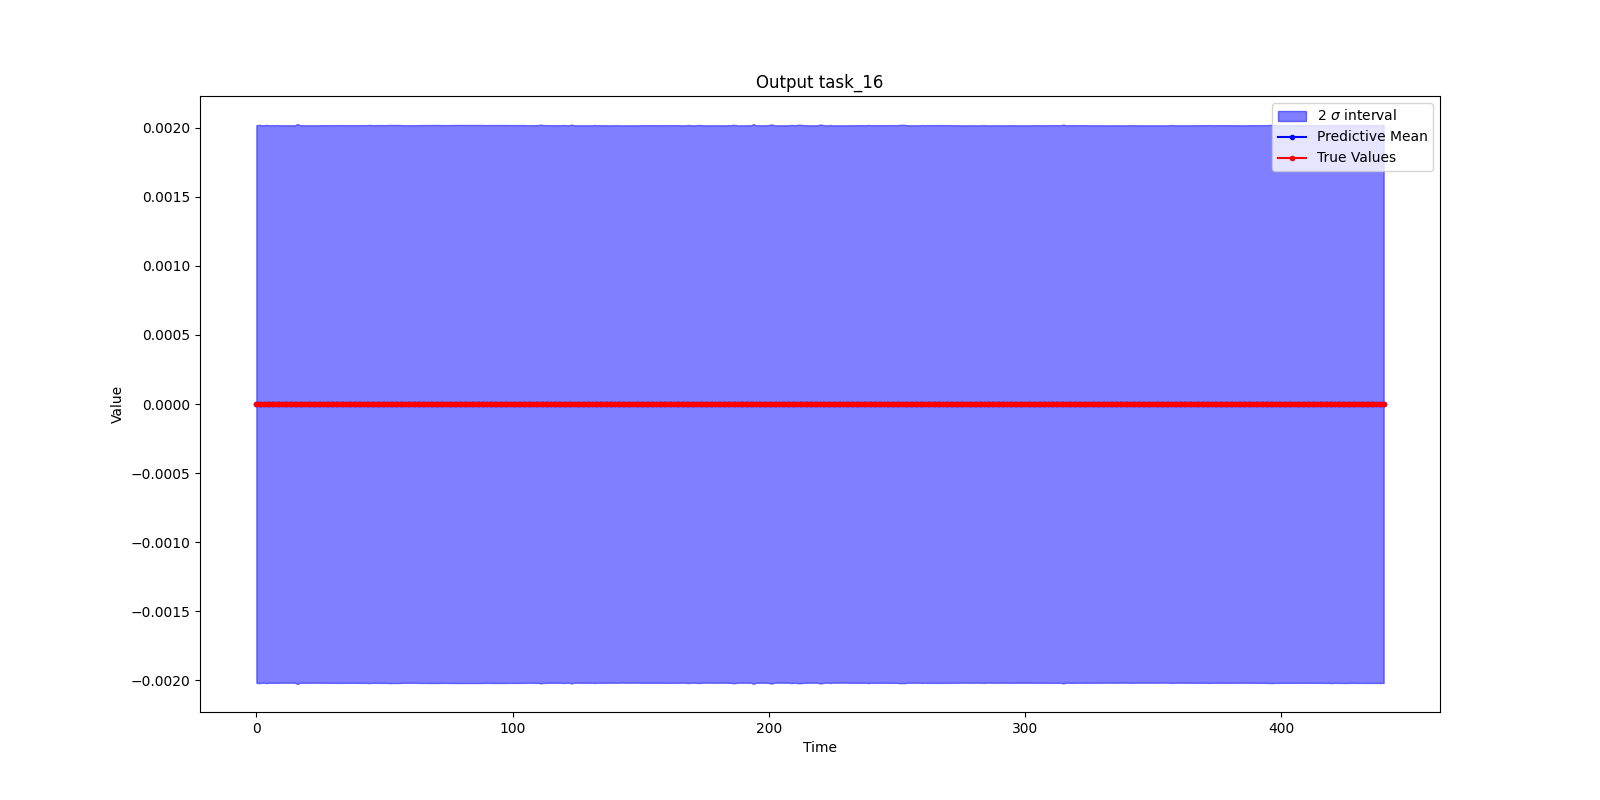 Output task_16
2 σ interval
Predictive Mean
True Values
0.0020
0.0015
0.0010
0.0005
0.0000
−0.0005
−0.0010
−0.0015
−0.0020
Value
0 100 200 300 400
Time